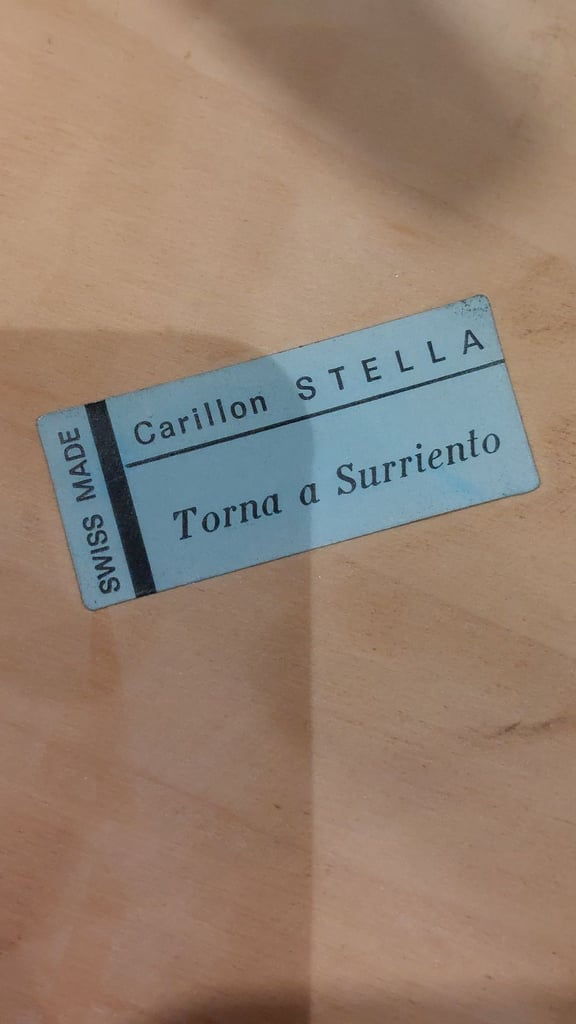 SWISS MADE
Carillon STELLA
Torna a Surriento